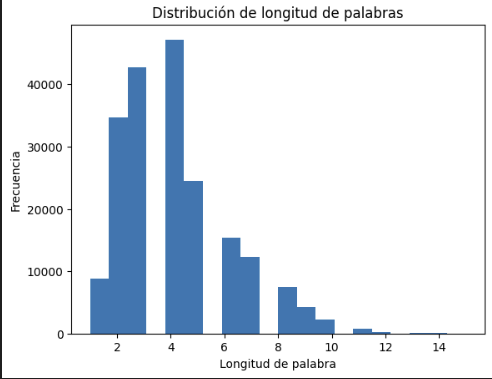 Distribución de longitud de palabras
40000
30000
20000
10000
0
Frecuencia
2 4 6 8 10 12 14
Longitud de palabra